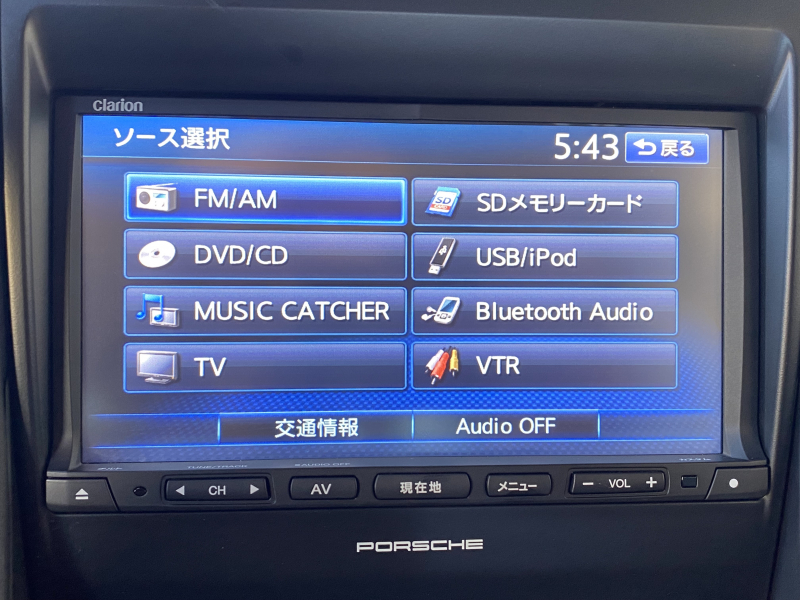 clarion
ソース選択
5:43 戻る
FM/AM
SDメモリーカード
DVD/CD
USB/iPod
MUSIC CATCHER
Bluetooth Audio
TV
VTR
交通情報
Audio OFF
CH AV 現在地 メニュー − VOL +
PORSCHE